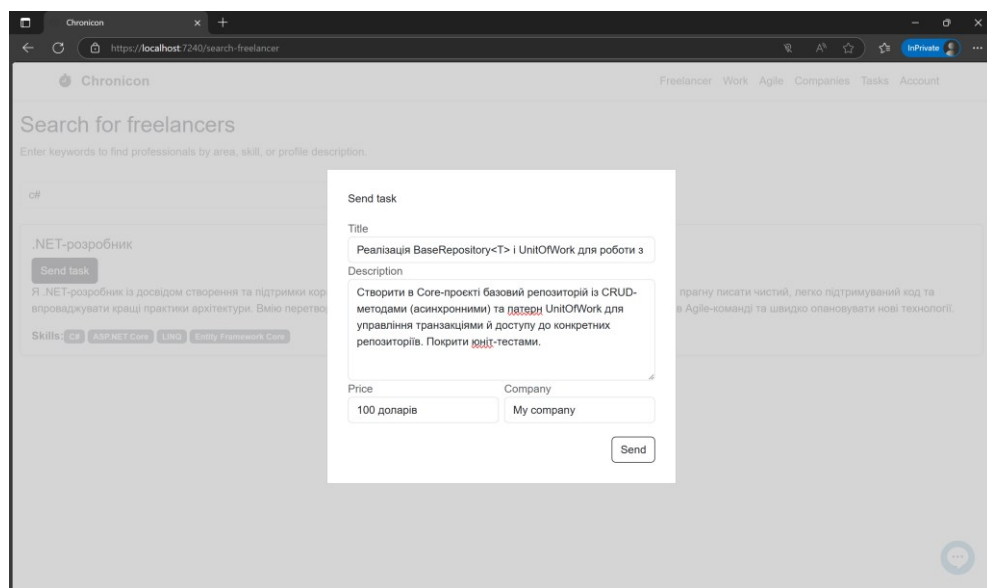 Chronicon
https://localhost:7240/search-freelancer
InPrivate
Chronicon
Freelancer Work Agile Companies Tasks Account
Search for freelancers
Enter keywords to find professionals by area, skill, or profile description.
c#
.NET-розробник
Send task
Я .NET-розробник із досвідом створення та підтримки кор
прагну писати чистий, легко підтримуваний код та
впроваджувати кращі практики архітектури. Вмію перетво
в Agile-команді та швидко опановувати нові технології.
Skills: C# ASP.NET Core LINQ Entity Framework Core
Send task
Title
Реалізація BaseRepository<T> і UnitOfWork для роботи з
Description
Створити в Core-проєкті базовий репозиторій із CRUD-
методами (асинхронними) та патерн UnitOfWork для
управління транзакціями й доступу до конкретних
репозиторіїв. Покрити юніт-тестами.
Price
Company
100 доларів
My company
Send